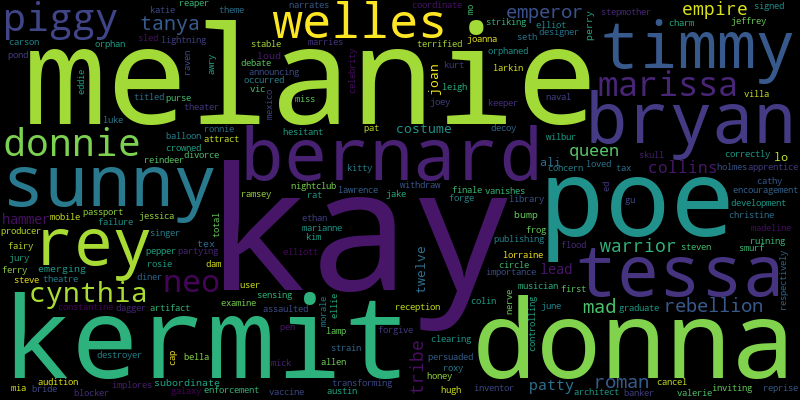 piggy
katie
reaper
theme
tanya
lightning
welles
narrates
marries
coordinate
mo
striking
joanna
emperor
elliot
designer
seth
perry
empire
charm
stepmother
jeffrey
signed
carson
orphan
pond
sled
raven
awry
stable
debate
loud
announcing
occurred
vic
celebrity
terrified
joan
kurt
leigh
orphaned
larkin
timmy
melanie
eddie
luke
titled
purse
theater
miss
mexico
joey
keeper
naval
marissa
villa
bryan
donnie
balloon
ronnie
attract
crowned
divorce
reindeer
hesitant
pat
costume
decoy
wilbur
queen
correctly
lo
bernard
kitty
ali
concern
loved
skull
tax
collins
holmes
apprentice
sunny
nightclub
rat
ramsey
lawrence
withdraw
jake
finale
vanishes
forge
library
poe
ed
gu
cathy
encouragement
development
christine
madeline
hammer
mobile
passport
failure
jessica
producer
singer
total
kay
ethan
marianne
kim
elliott
bump
frog
publishing
flood
warrior
steven
ruining
smurf
rey
fairy
jury
pepper
partying
tex
rosie
dam
theatre
ferry
emerging
steve
diner
neo
user
sensing
twelve
lorraine
circle
importance
lead
tessa
respectively
cynthia
constantine
dagger
artifact
examine
assaulted
morale
ellie
reception
colin
nerve
musician
first
june
mad
graduate
rebellion
kermit
destroyer
cap
bella
pen
lamp
mick
allen
strain
forgive
tribe
clearing
persuaded
roxy
honey
donna
controlling
mia
audition
bride
blocker
implores
subordinate
galaxy
enforcement
vaccine
transforming
austin
hugh
inventor
patty
architect
roman
banker
cancel
valerie
inviting
reprise